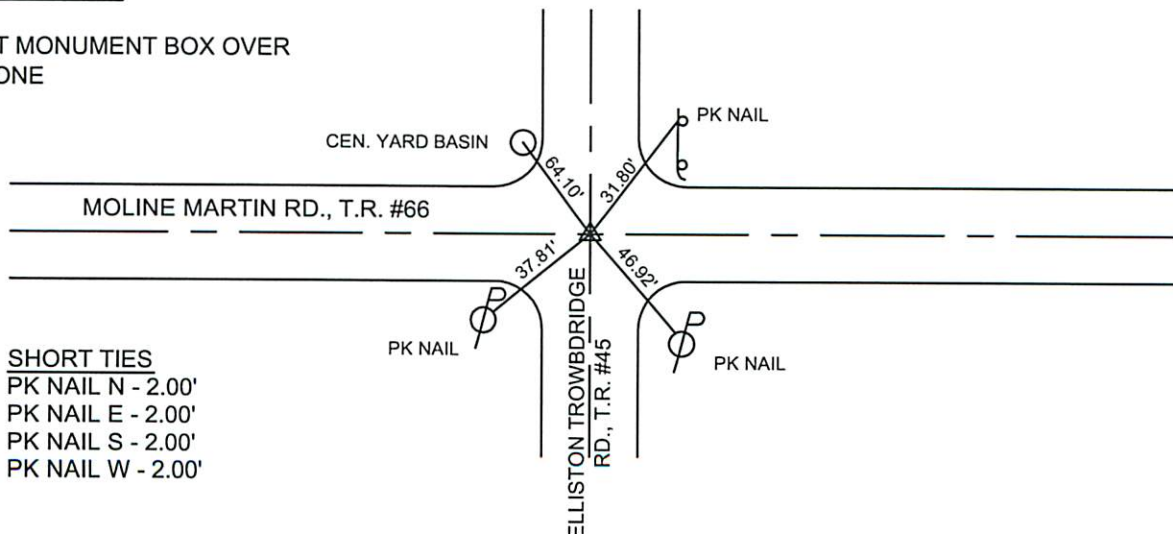 T MONUMENT BOX OVER
ONE
CEN. YARD BASIN
PK NAIL
64.10'
31.80'
MOLINE MARTIN RD., T.R. #66
37.81'
46.92'
PK NAIL
PK NAIL
ELLISTON TROWBDRIDGE
RD., T.R. #45
SHORT TIES
PK NAIL N - 2.00'
PK NAIL E - 2.00'
PK NAIL S - 2.00'
PK NAIL W - 2.00'